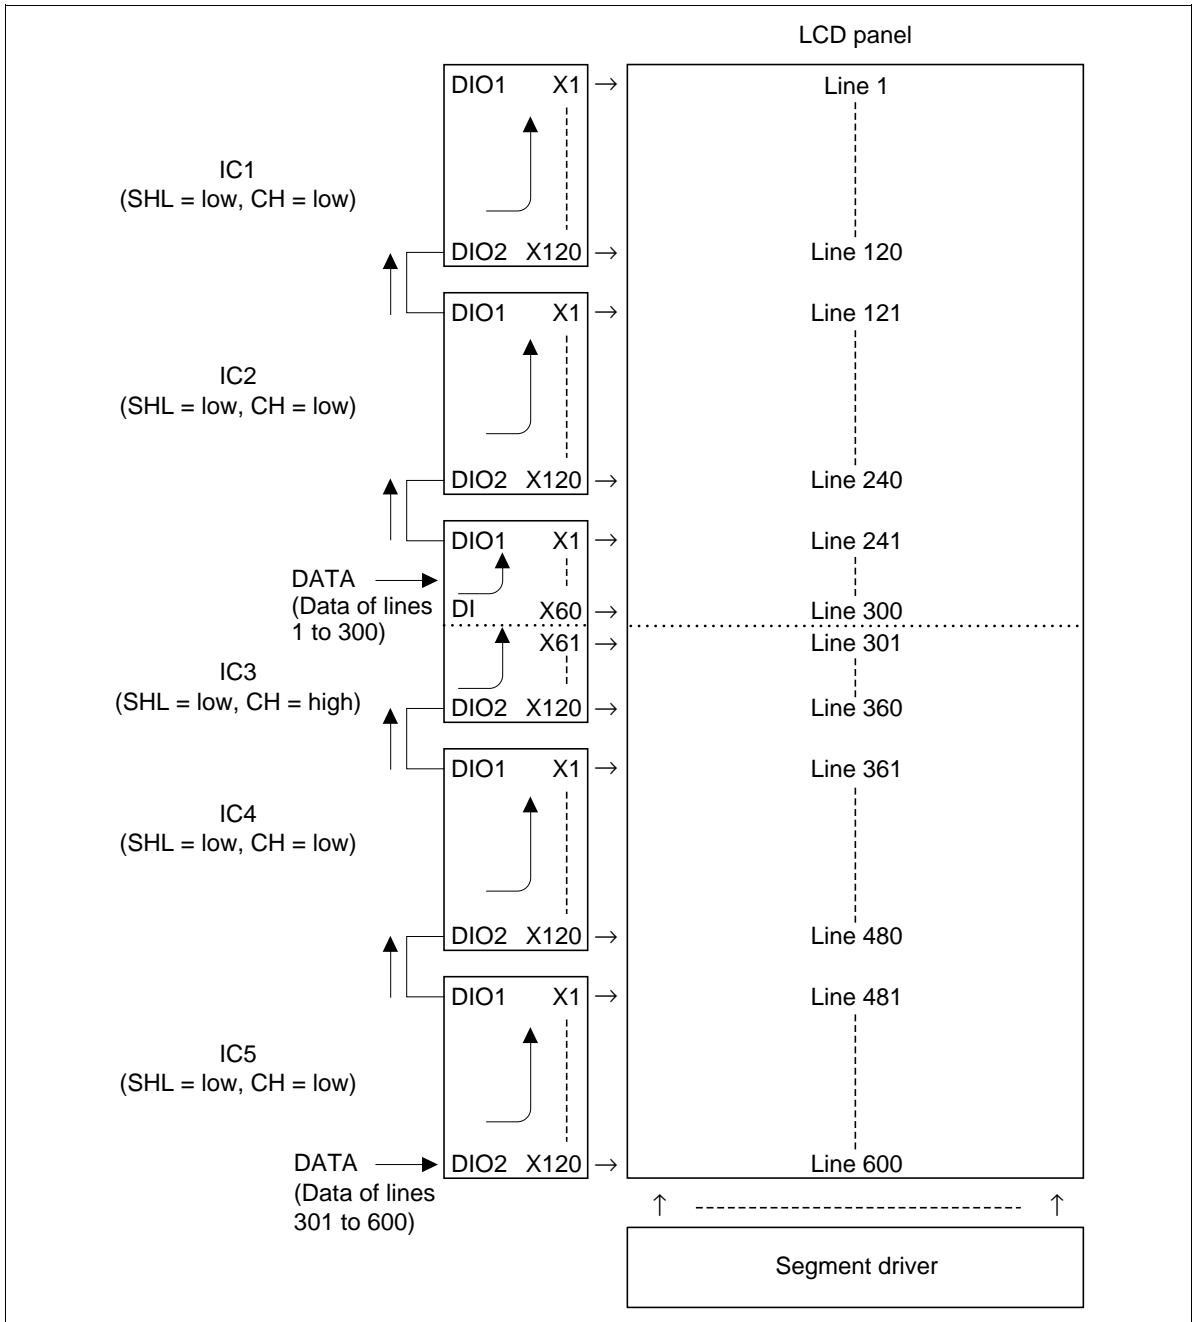 LCD panel
DIO1 X1 → Line 1
IC1
(SHL = low, CH = low)
DIO2 X120 → Line 120
DIO1 X1 → Line 121
IC2
(SHL = low, CH = low)
DIO2 X120 → Line 240
DIO1 X1 → Line 241
DATA
(Data of lines
1 to 300)
DI X60 → Line 300
X61 → Line 301
IC3
(SHL = low, CH = high)
DIO2 X120 → Line 360
DIO1 X1 → Line 361
IC4
(SHL = low, CH = low)
DIO2 X120 → Line 480
DIO1 X1 → Line 481
IC5
(SHL = low, CH = low)
DATA
(Data of lines
301 to 600)
DIO2 X120 → Line 600
Segment driver